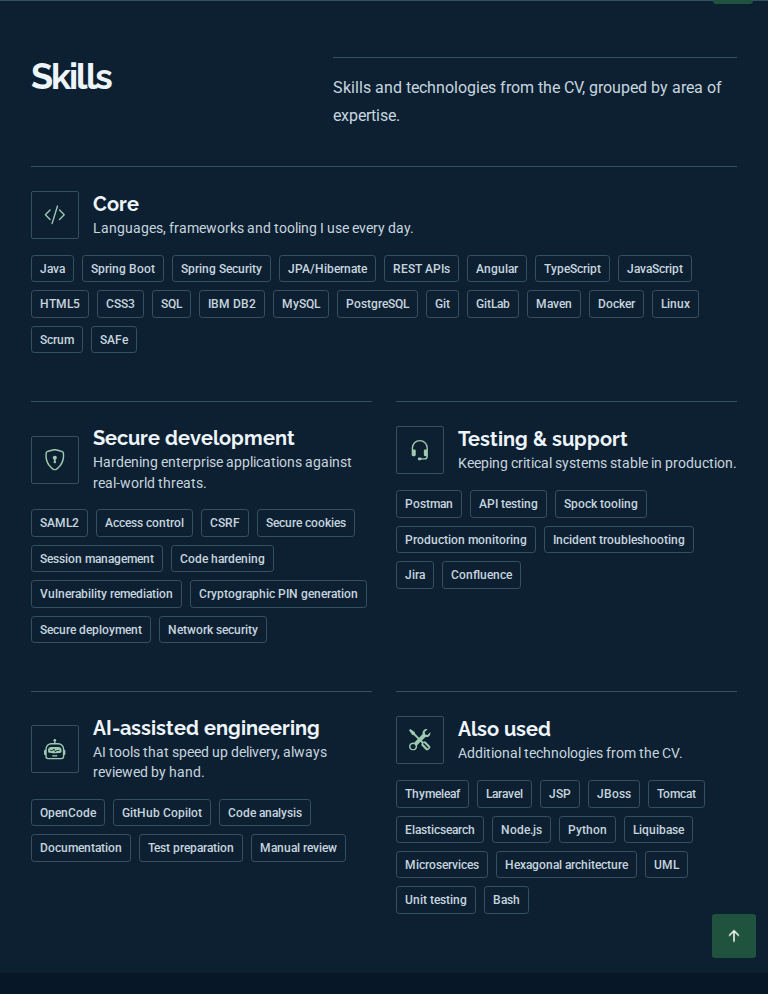 Skills
Skills and technologies from the CV, grouped by area of
expertise.
Core
Languages, frameworks and tooling I use every day.
Java Spring Boot Spring Security JPA/Hibernate REST APIs Angular TypeScript JavaScript
HTML5 CSS3 SQL IBM DB2 MySQL PostgreSQL Git GitLab Maven Docker Linux
Scrum SAFe
Secure development
Hardening enterprise applications against
real-world threats.
SAML2 Access control CSRF Secure cookies
Session management Code hardening
Vulnerability remediation Cryptographic PIN generation
Secure deployment Network security
Testing & support
Keeping critical systems stable in production.
Postman API testing Spock tooling
Production monitoring Incident troubleshooting
Jira Confluence
AI-assisted engineering
AI tools that speed up delivery, always
reviewed by hand.
OpenCode GitHub Copilot Code analysis
Documentation Test preparation Manual review
Also used
Additional technologies from the CV.
Thymeleaf Laravel JSP JBoss Tomcat
Elasticsearch Node.js Python Liquibase
Microservices Hexagonal architecture UML
Unit testing Bash